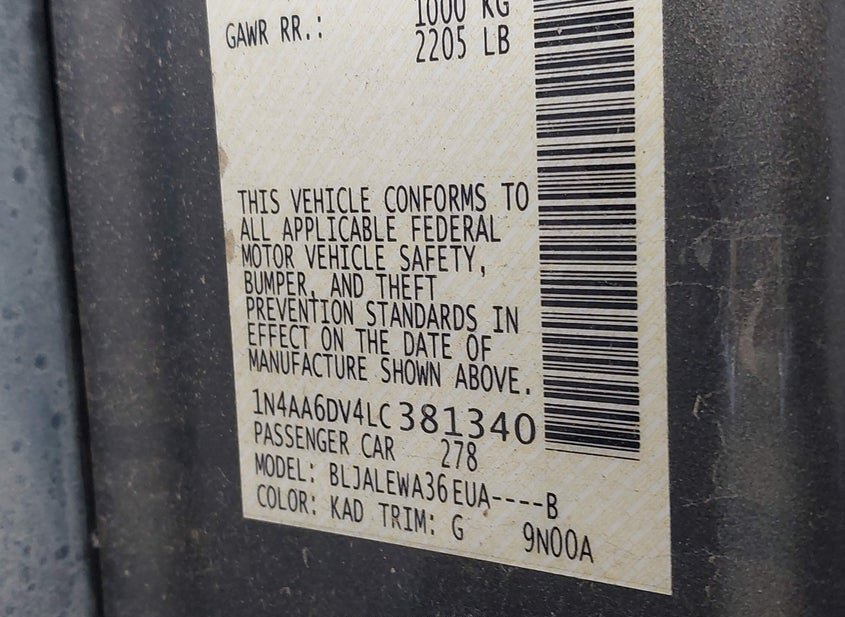 1000 KG
GAWR RR.: 2205 LB
THIS VEHICLE CONFORMS TO
ALL APPLICABLE FEDERAL
MOTOR VEHICLE SAFETY,
BUMPER, AND THEFT
PREVENTION STANDARDS IN
EFFECT ON THE DATE OF
MANUFACTURE SHOWN ABOVE.
1N4AA6DV4LC381340
PASSENGER CAR 278
MODEL: BLJALEWA36EUA----B
COLOR: KAD TRIM: G 9N00A